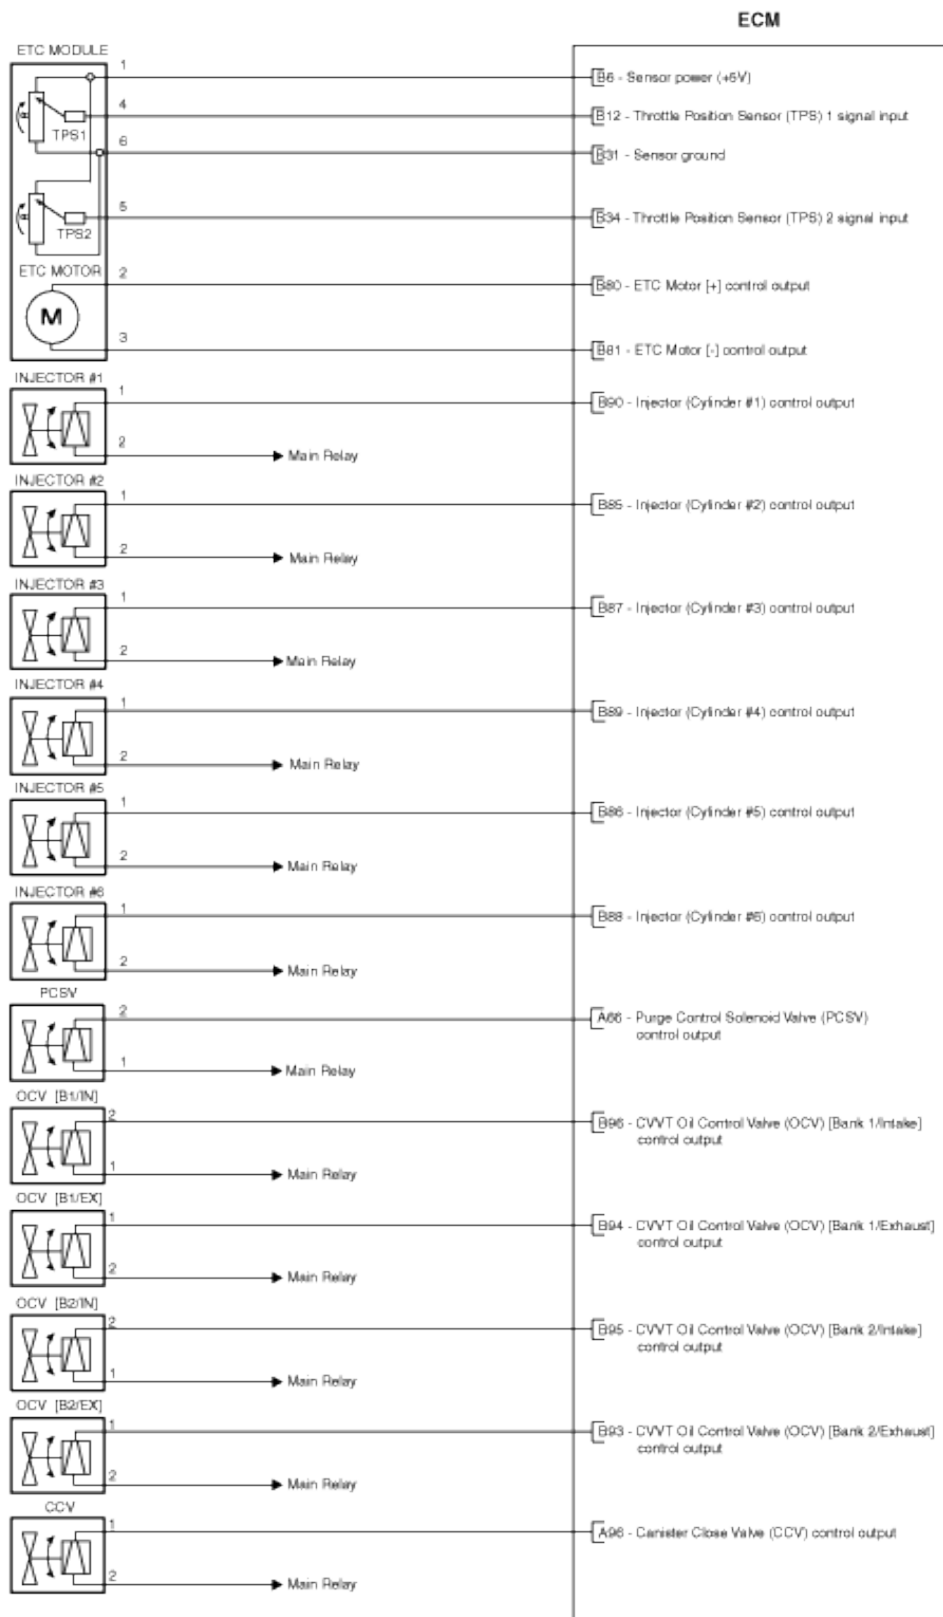 ECM
ETC MODULE
1
B6 - Sensor power (+5V)
4
B12 - Throttle Position Sensor (TPS) 1 signal input
TPS1
6
B31 - Sensor ground
5
B34 - Throttle Position Sensor (TPS) 2 signal input
TPS2
ETC MOTOR
2
B80 - ETC Motor [+] control output
M
3
B81 - ETC Motor [-] control output
INJECTOR #1
1
B90 - Injector (Cylinder #1) control output
2
Main Relay
INJECTOR #2
1
B85 - Injector (Cylinder #2) control output
2
Main Relay
INJECTOR #3
1
B87 - Injector (Cylinder #3) control output
2
Main Relay
INJECTOR #4
1
B89 - Injector (Cylinder #4) control output
2
Main Relay
INJECTOR #5
1
B86 - Injector (Cylinder #5) control output
2
Main Relay
INJECTOR #6
1
B88 - Injector (Cylinder #6) control output
2
Main Relay
PCSV
2
A66 - Purge Control Solenoid Valve (PCSV)
control output
1
Main Relay
OCV [B1/IN]
2
B96 - CVVT Oil Control Valve (OCV) [Bank 1/Intake]
control output
1
Main Relay
OCV [B1/EX]
1
B94 - CVVT Oil Control Valve (OCV) [Bank 1/Exhaust]
control output
2
Main Relay
OCV [B2/IN]
2
B95 - CVVT Oil Control Valve (OCV) [Bank 2/Intake]
control output
1
Main Relay
OCV [B2/EX]
1
B93 - CVVT Oil Control Valve (OCV) [Bank 2/Exhaust]
control output
2
Main Relay
CCV
1
A96 - Canister Close Valve (CCV) control output
2
Main Relay